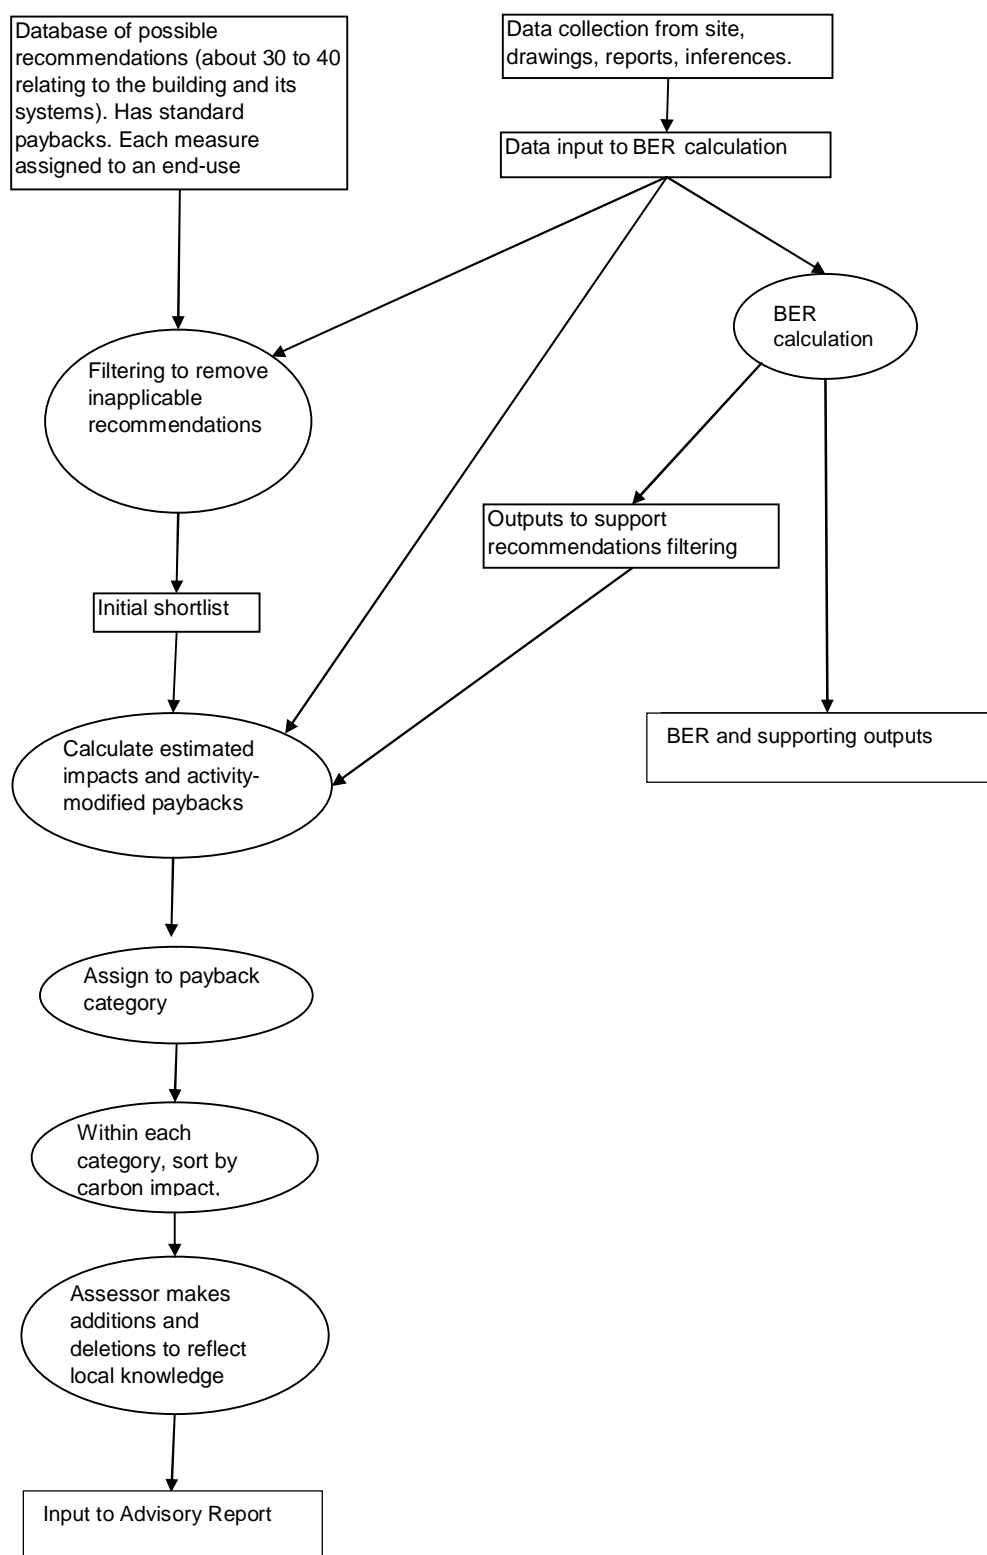 Database of possible
recommendations (about 30 to 40
relating to the building and its
systems). Has standard
paybacks. Each measure
assigned to an end-use
Data collection from site,
drawings, reports, inferences.
Data input to BER calculation
BER
calculation
Filtering to remove
inapplicable
recommendations
Outputs to support
recommendations filtering
Initial shortlist
BER and supporting outputs
Calculate estimated
impacts and activity-
modified paybacks
Assign to payback
category
Within each
category, sort by
carbon impact,
Assessor makes
additions and
deletions to reflect
local knowledge
Input to Advisory Report